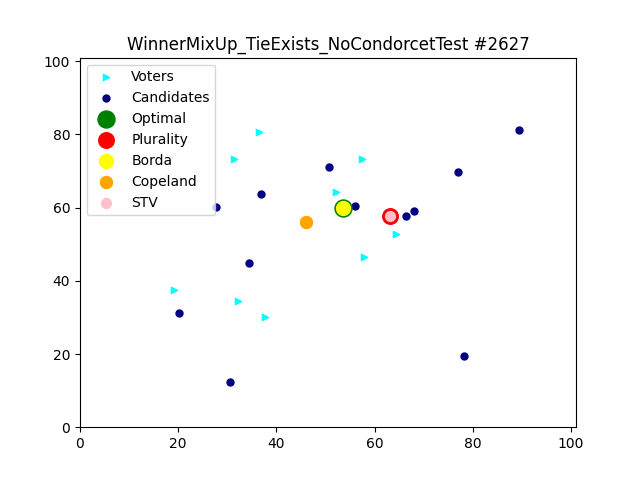 WinnerMixUp_TieExists_NoCondorcetTest #2627
100
80
60
40
20
0
0 20 40 60 80 100
Voters
Candidates
Optimal
Plurality
Borda
Copeland
STV